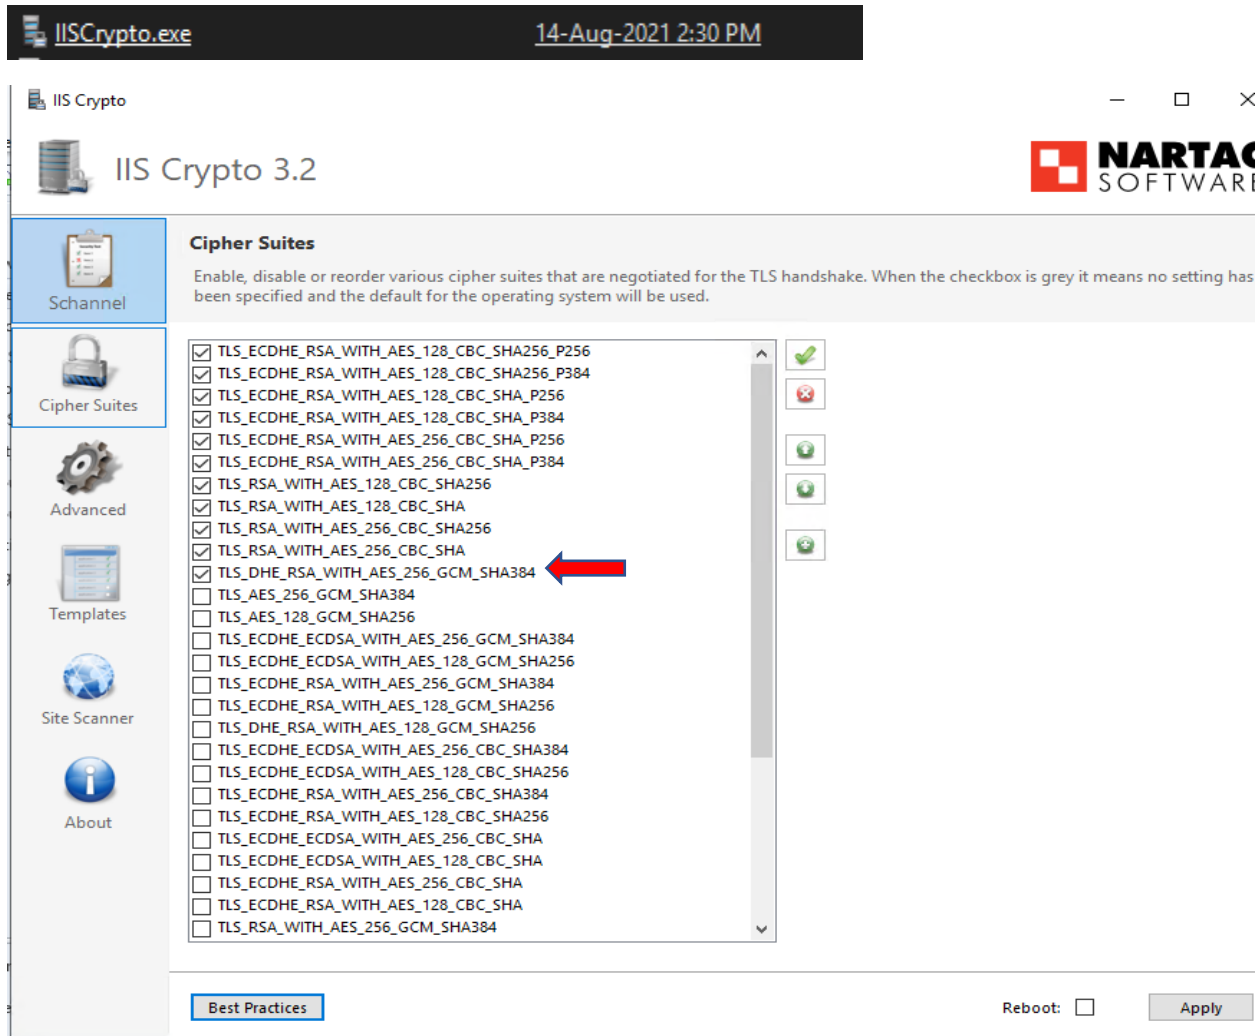 IISCrypto.exe 14-Aug-2021 2:30 PM
IIS Crypto
IIS Crypto 3.2
NARTAC
SOFTWARE
Schannel
Cipher Suites
Advanced
Templates
Site Scanner
About
Cipher Suites
Enable, disable or reorder various cipher suites that are negotiated for the TLS handshake. When the checkbox is grey it means no setting has
been specified and the default for the operating system will be used.
TLS_ECDHE_RSA_WITH_AES_128_CBC_SHA256_P256
TLS_ECDHE_RSA_WITH_AES_128_CBC_SHA256_P384
TLS_ECDHE_RSA_WITH_AES_128_CBC_SHA_P256
TLS_ECDHE_RSA_WITH_AES_128_CBC_SHA_P384
TLS_ECDHE_RSA_WITH_AES_256_CBC_SHA_P256
TLS_ECDHE_RSA_WITH_AES_256_CBC_SHA_P384
TLS_RSA_WITH_AES_128_CBC_SHA256
TLS_RSA_WITH_AES_128_CBC_SHA
TLS_RSA_WITH_AES_256_CBC_SHA256
TLS_RSA_WITH_AES_256_CBC_SHA
TLS_DHE_RSA_WITH_AES_256_GCM_SHA384
TLS_AES_256_GCM_SHA384
TLS_AES_128_GCM_SHA256
TLS_ECDHE_ECDSA_WITH_AES_256_GCM_SHA384
TLS_ECDHE_ECDSA_WITH_AES_128_GCM_SHA256
TLS_ECDHE_RSA_WITH_AES_256_GCM_SHA384
TLS_ECDHE_RSA_WITH_AES_128_GCM_SHA256
TLS_DHE_RSA_WITH_AES_128_GCM_SHA256
TLS_ECDHE_ECDSA_WITH_AES_256_CBC_SHA384
TLS_ECDHE_ECDSA_WITH_AES_128_CBC_SHA256
TLS_ECDHE_RSA_WITH_AES_256_CBC_SHA384
TLS_ECDHE_RSA_WITH_AES_128_CBC_SHA256
TLS_ECDHE_ECDSA_WITH_AES_256_CBC_SHA
TLS_ECDHE_ECDSA_WITH_AES_128_CBC_SHA
TLS_ECDHE_RSA_WITH_AES_256_CBC_SHA
TLS_ECDHE_RSA_WITH_AES_128_CBC_SHA
TLS_RSA_WITH_AES_256_GCM_SHA384
Best Practices
Reboot:
Apply